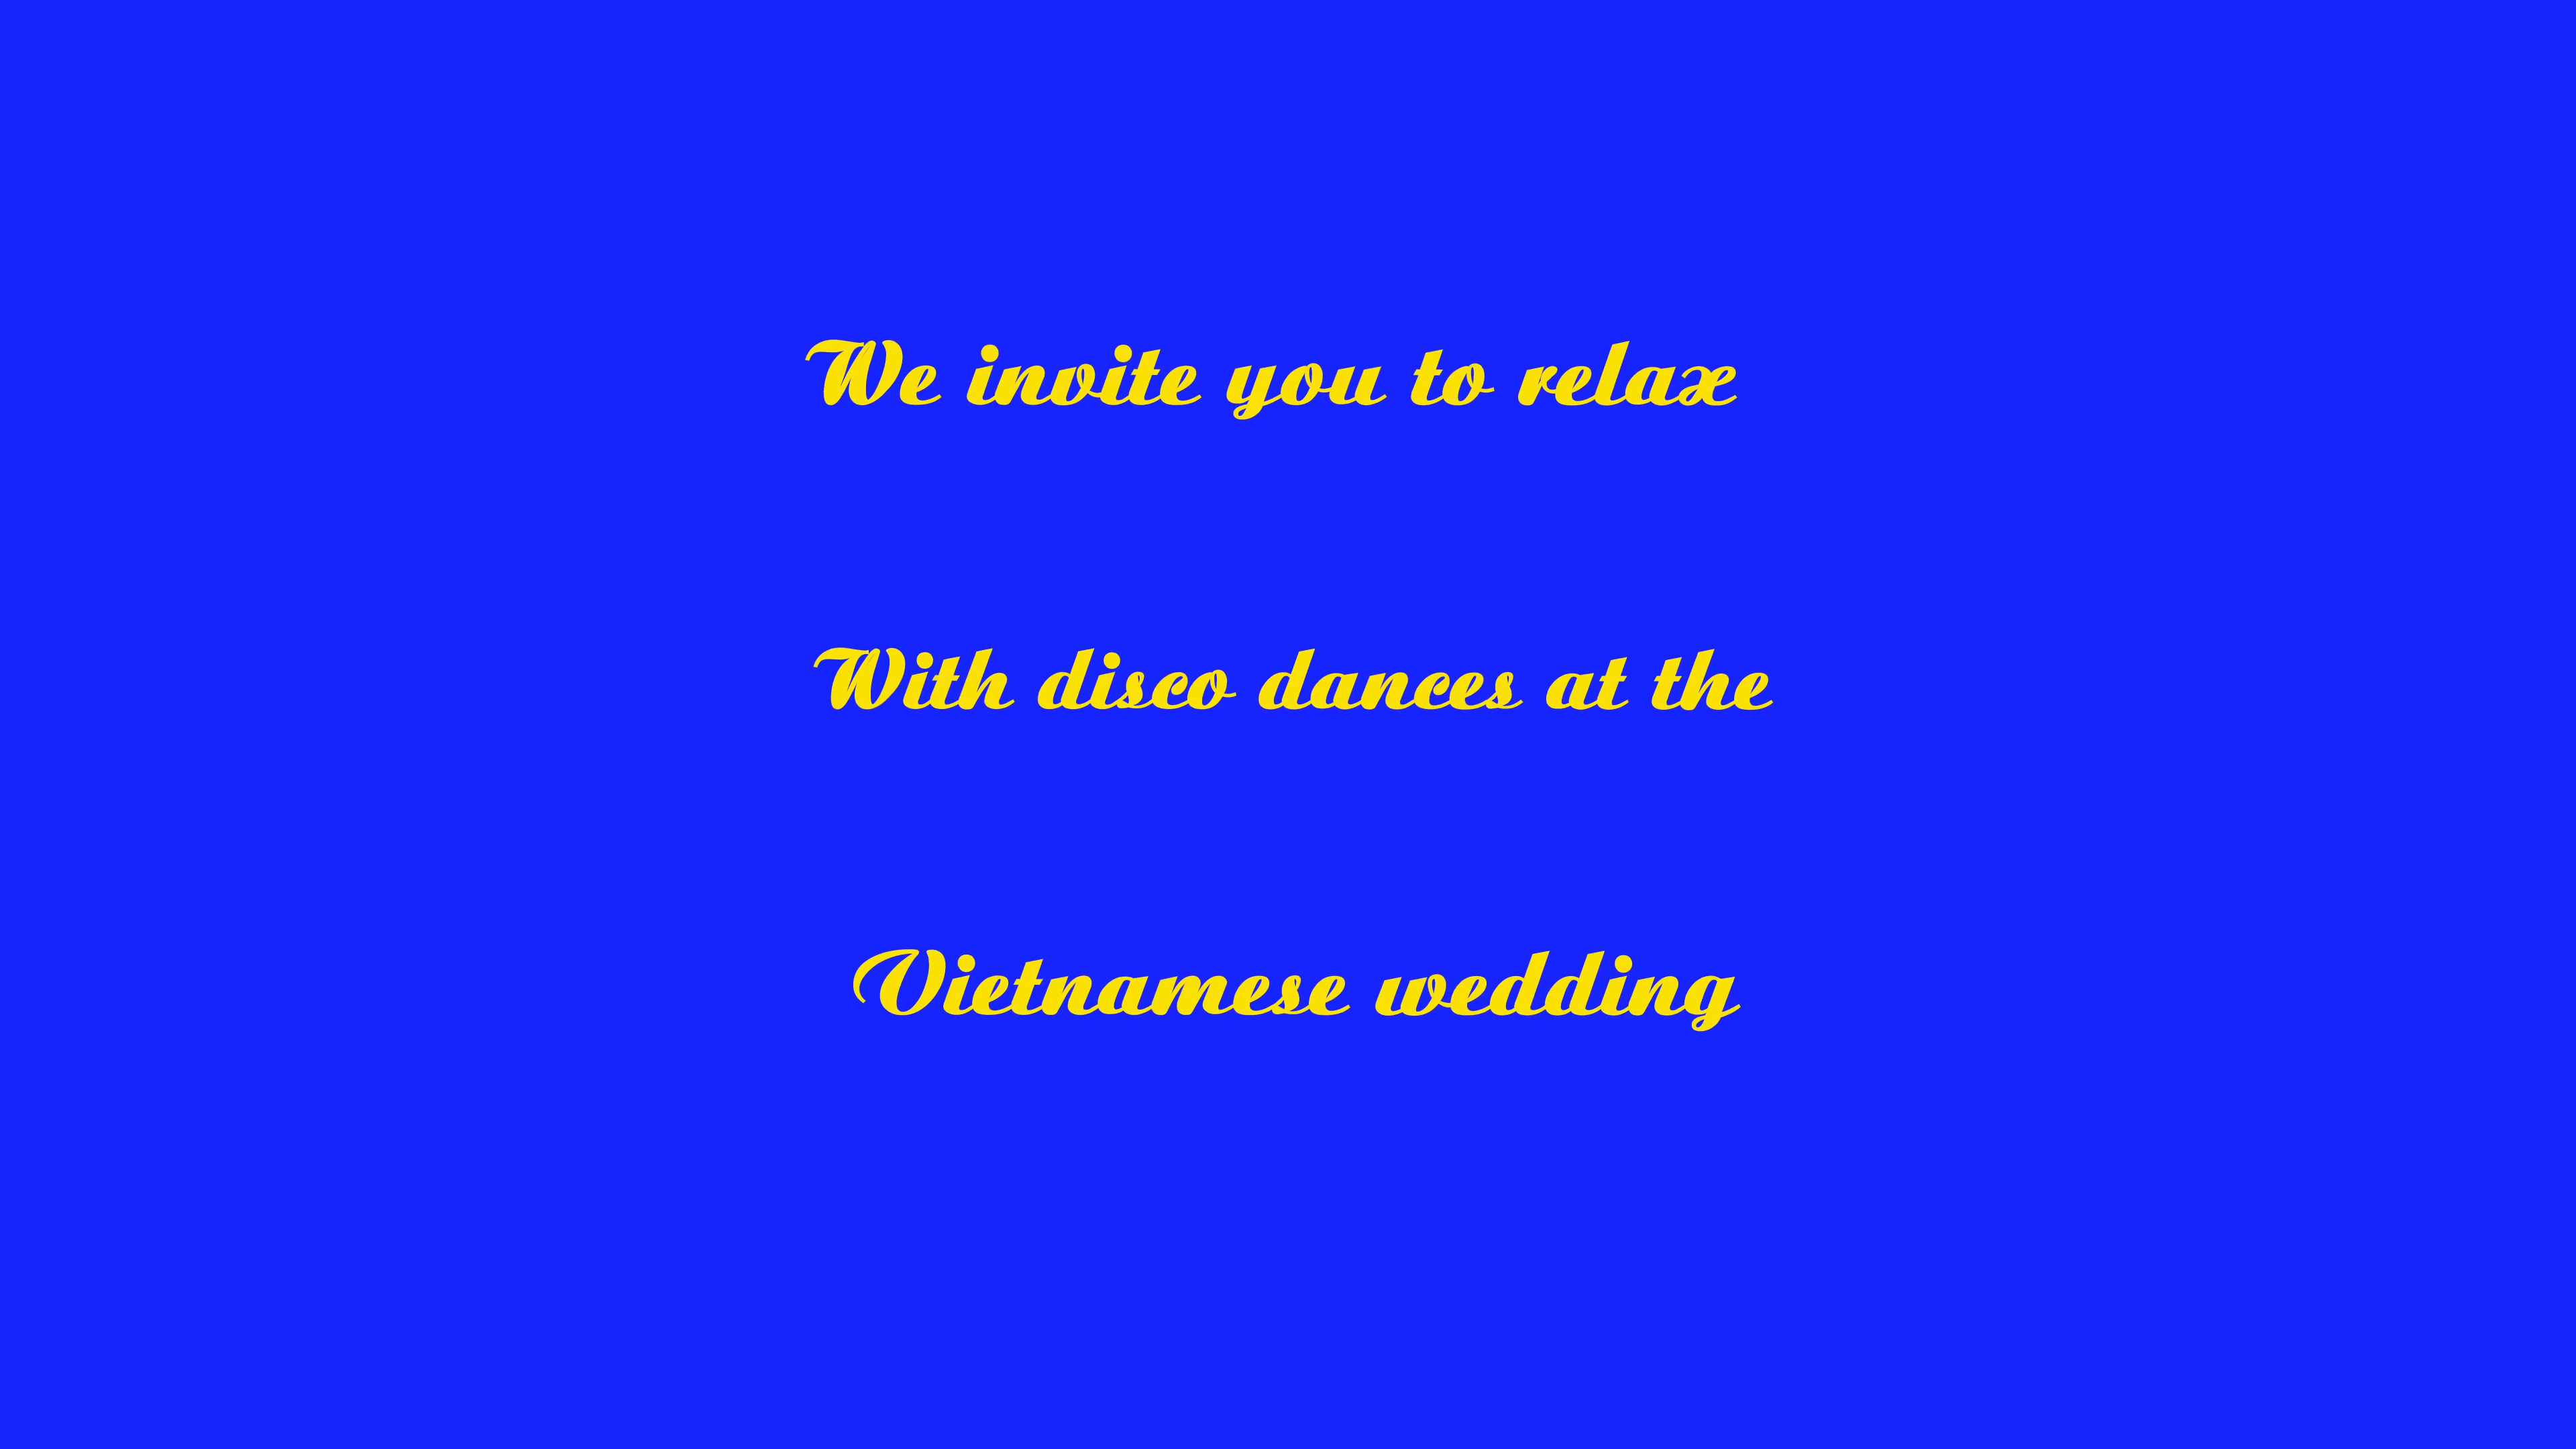 We invite you to relax
With disco dances at the
Vietnamese wedding